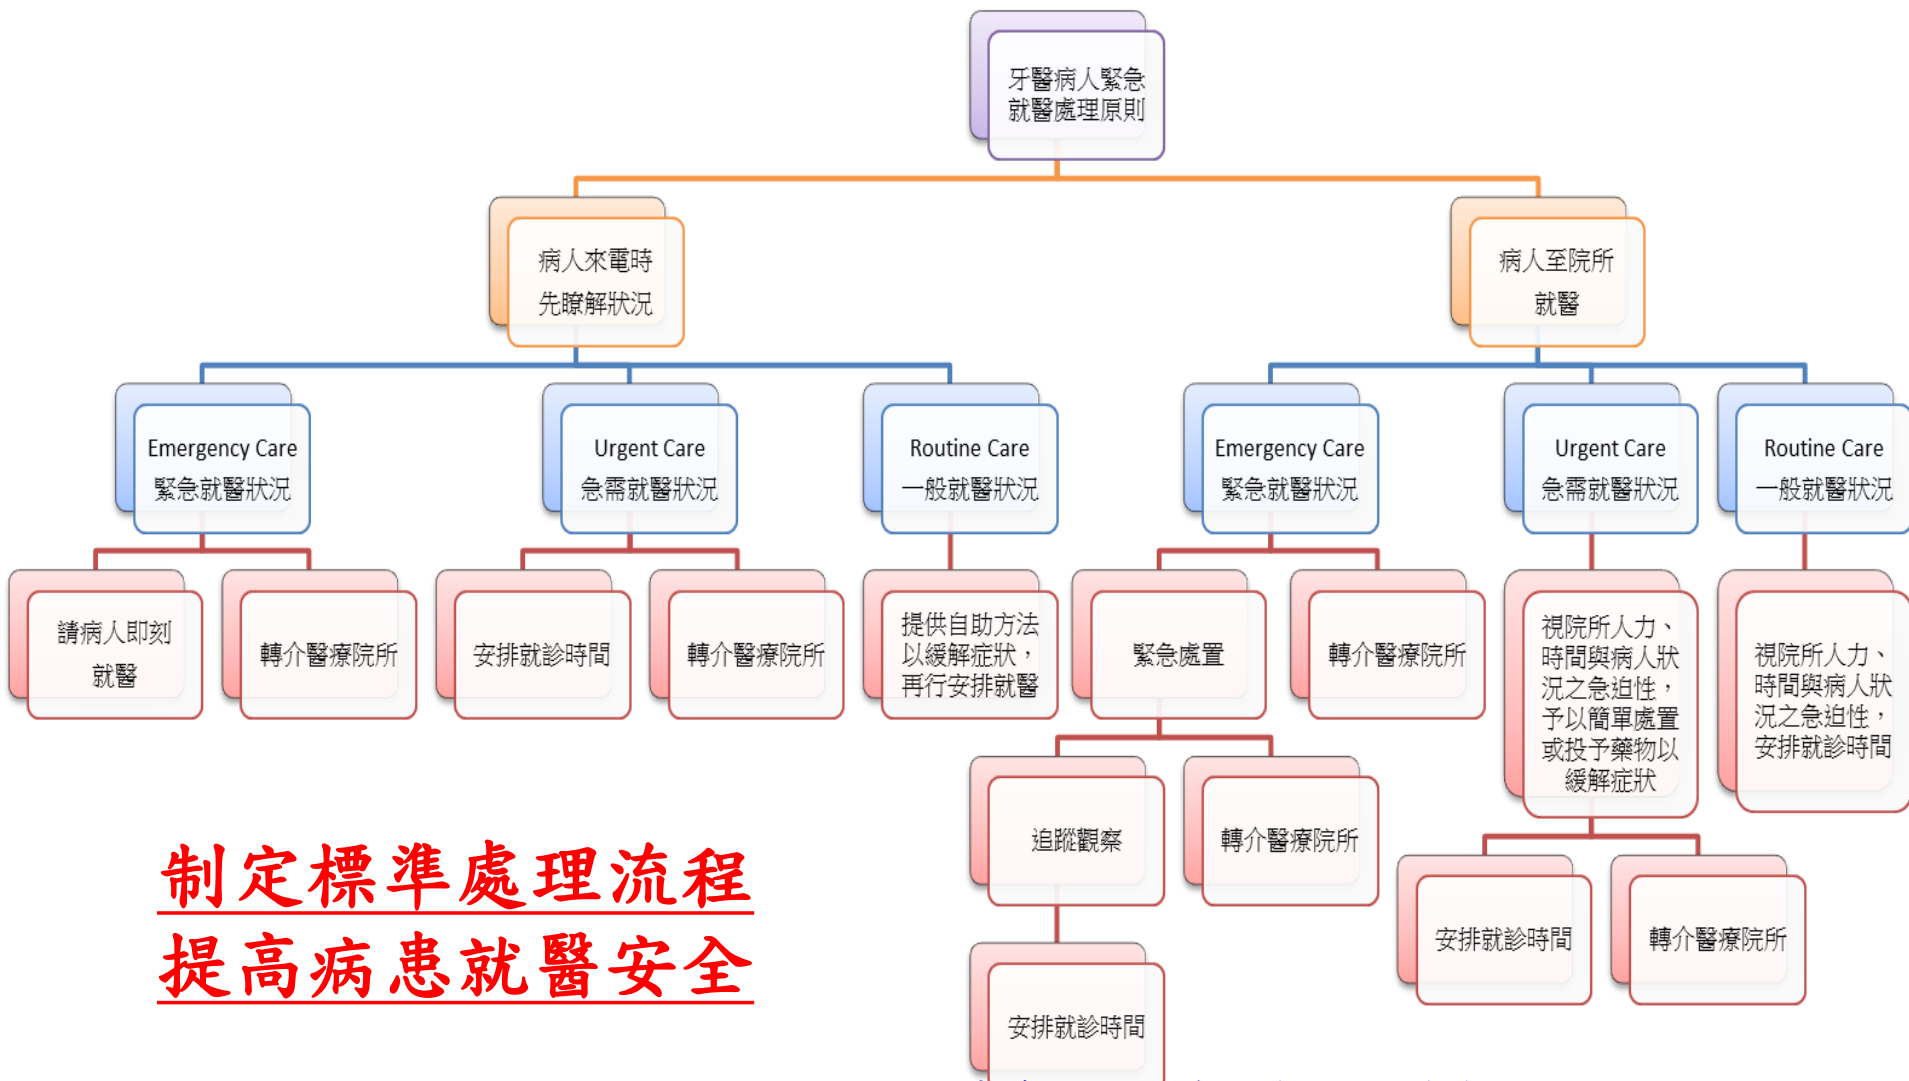 牙醫病人緊急
就醫處理原則
病人來電時
先瞭解狀況
病人至院所
就醫
Emergency Care
緊急就醫狀況
Urgent Care
急需就醫狀況
Routine Care
一般就醫狀況
Emergency Care
緊急就醫狀況
Urgent Care
急需就醫狀況
Routine Care
一般就醫狀況
請病人即刻
就醫
轉介醫療院所
安排就診時間
轉介醫療院所
提供自助方法
以緩解症狀，
再行安排就醫
緊急處置
轉介醫療院所
視院所人力、
時間與病人狀
況之急迫性，
予以簡單處置
或投予藥物以
緩解症狀
視院所人力、
時間與病人狀
況之急迫性，
安排就診時間
追蹤觀察
轉介醫療院所
安排就診時間
轉介醫療院所
安排就診時間
制定標準處理流程
提高病患就醫安全